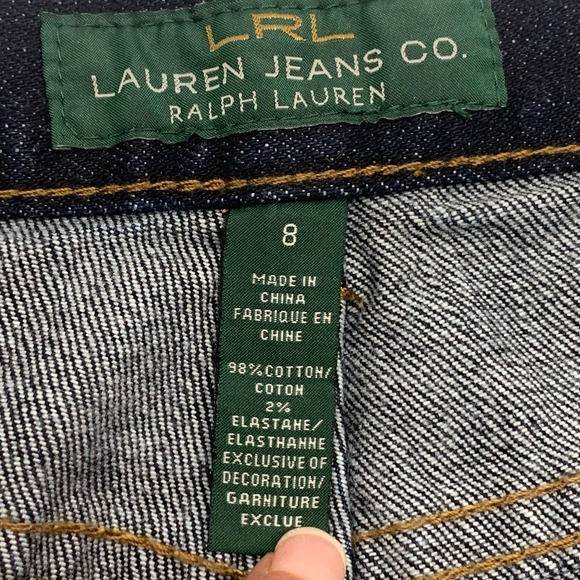 LRL
LAUREN JEANS CO.
RALPH LAUREN
8
MADE IN
CHINA
FABRIQUE EN
CHINE
98% COTTON/
COTON
2%
ELASTANE/
ELASTHANNE
EXCLUSIVE OF
DECORATION/
GARNITURE
EXCLUE